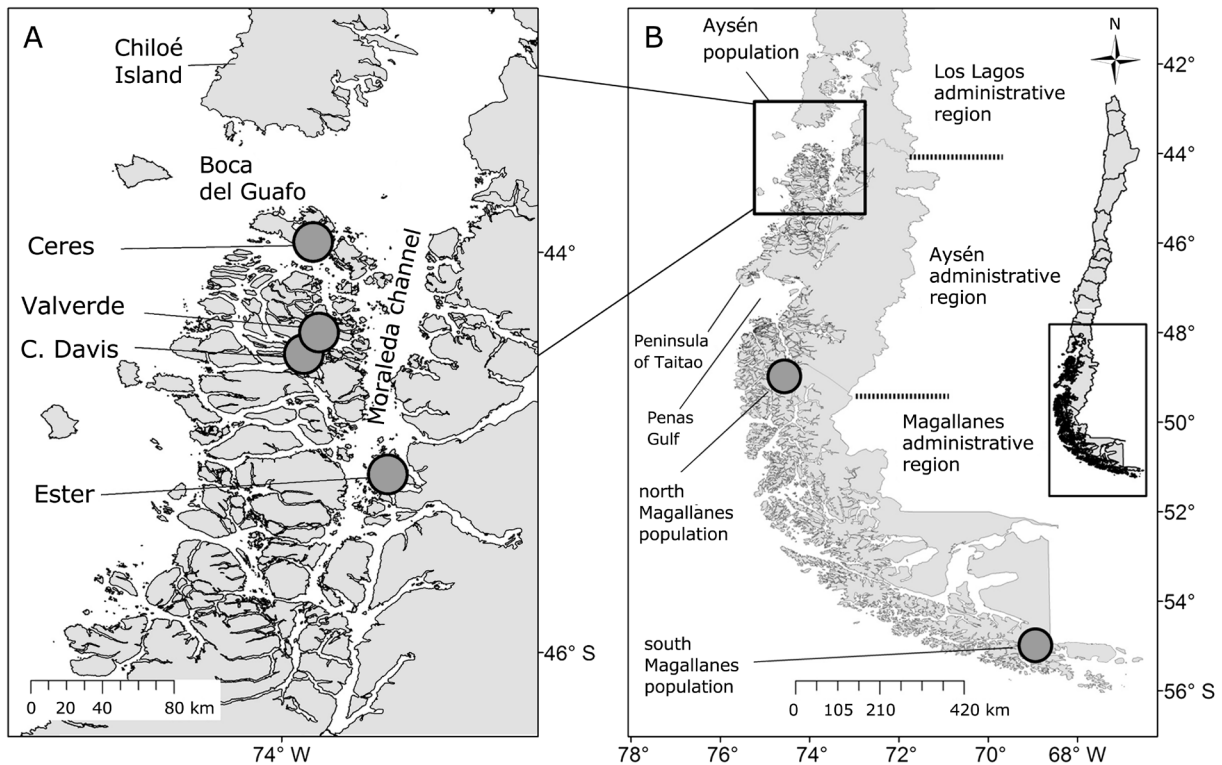 A
Chiloé
Island
Boca
del Guafo
Ceres
Valverde
C. Davis
Moraleda channel
Ester
44°
46° S
0 20 40 80 km
74° W
B
Aysén
population
N
Los Lagos
administrative
region
Aysén
administrative
region
Peninsula
of Taitao
Penas
Gulf
Magallanes
administrative
region
north
Magallanes
population
south
Magallanes
population
0 105 210 420 km
42°
44°
46°
48°
50°
52°
54°
56° S
78° 76° 74° 72° 70° 68° W